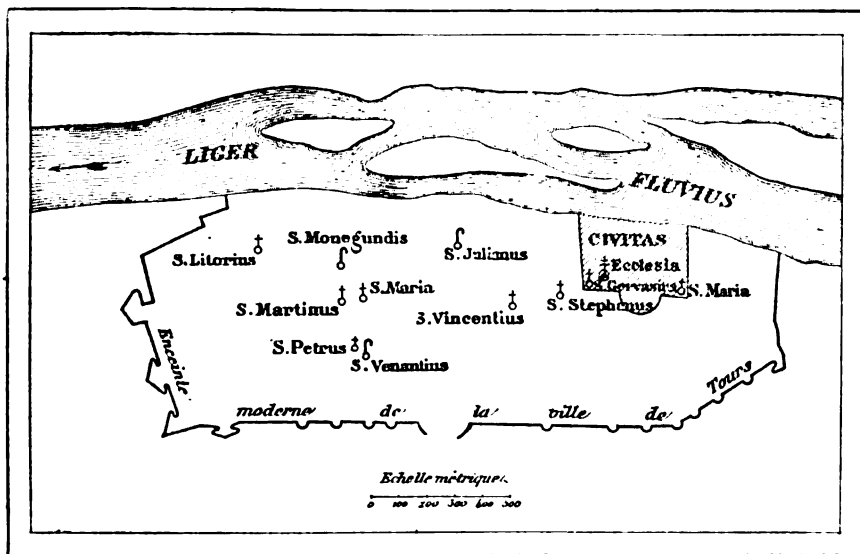 LIGER
FLUVIUS
S. Monegundis
S. Litorius
S. Julianus
CIVITAS
Ecclesia
S. Gervasius
S. Maria
S. Stephanus
S. Maria
S. Martinus
3. Vincentius
S. Petrus
S. Venantius
Enceinte
moderne de la ville de
Tours
Echelle métrique
0 100 200 300 400 500